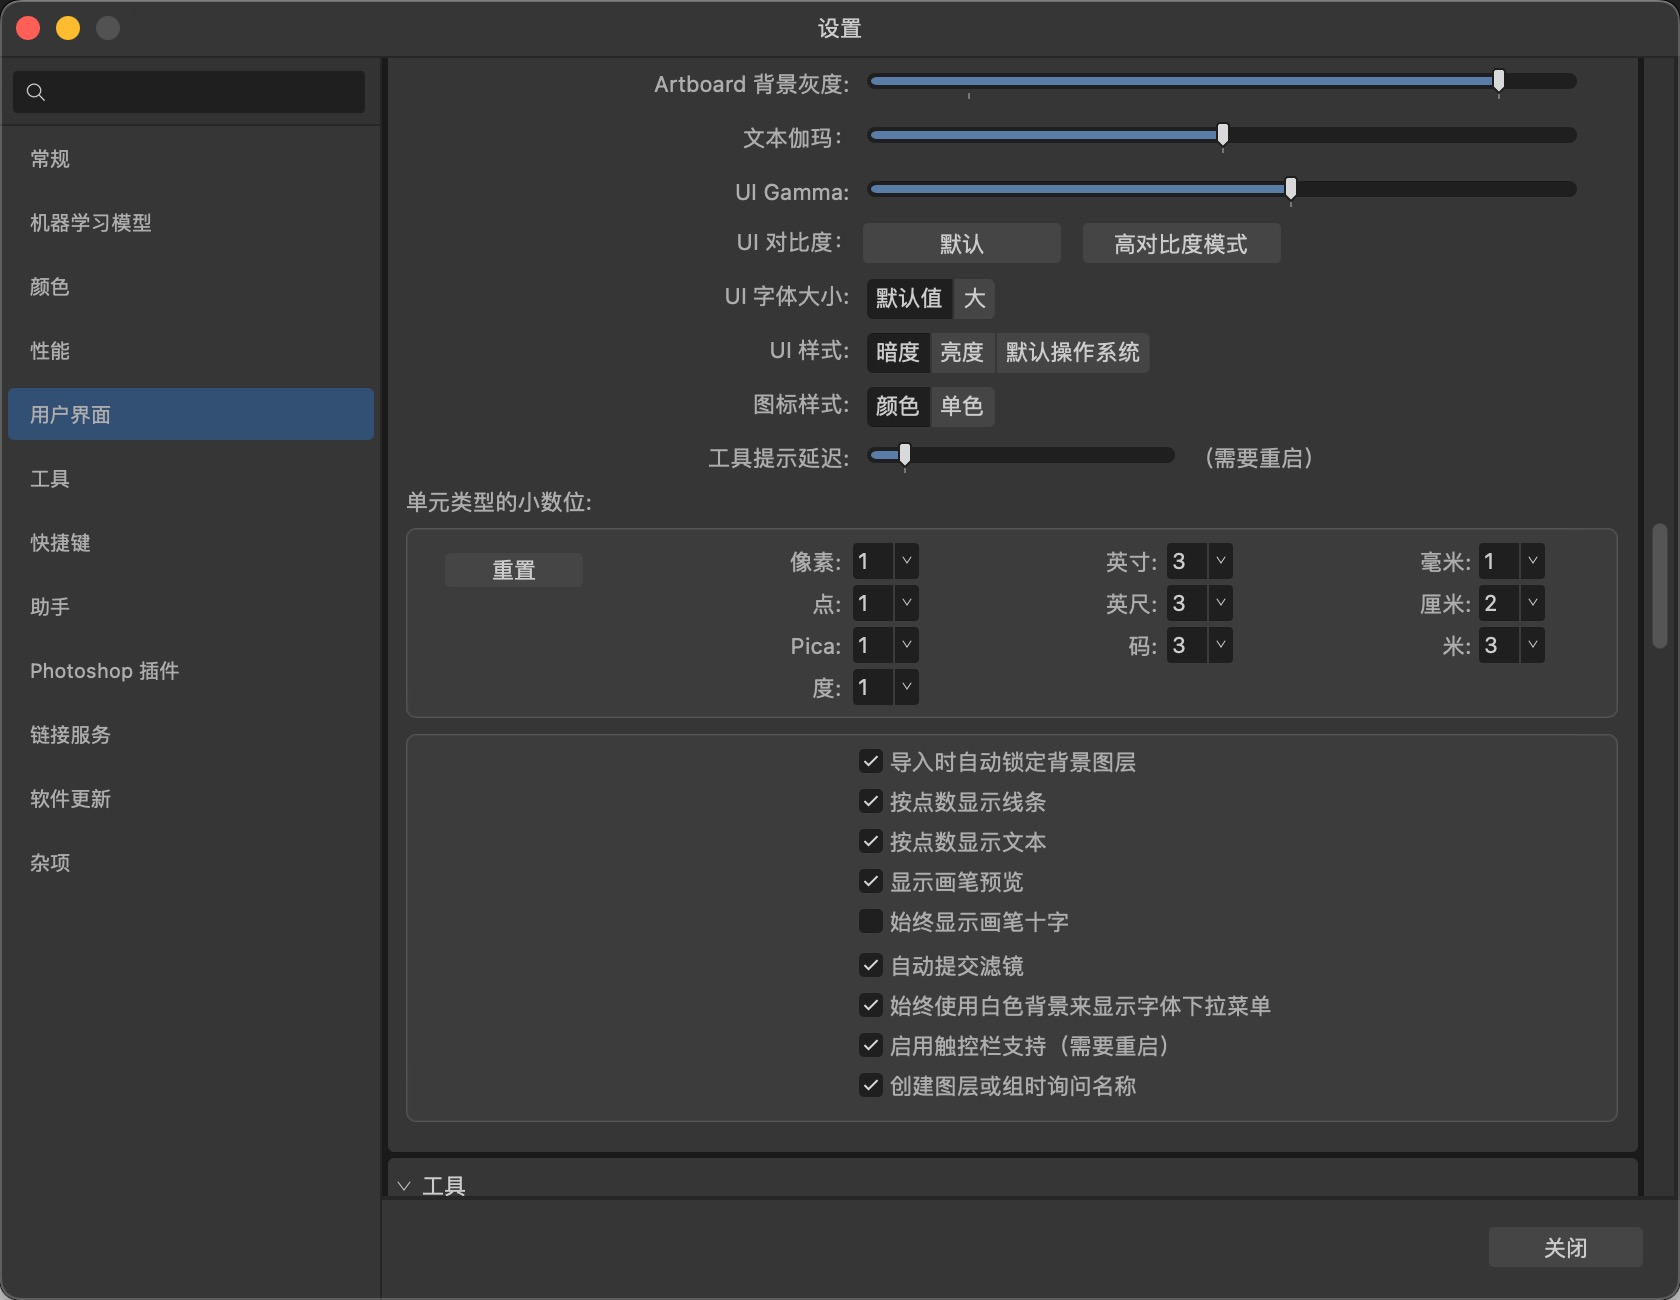 设置
常规
机器学习模型
颜色
性能
用户界面
工具
快捷键
助手
Photoshop 插件
链接服务
软件更新
杂项
Artboard 背景灰度:
文本伽玛:
UI Gamma:
UI 对比度: 默认 高对比度模式
UI 字体大小: 默认值 大
UI 样式: 暗度 亮度 默认操作系统
图标样式: 颜色 单色
工具提示延迟: (需要重启)
单元类型的小数位:
重置 像素: 1 英寸: 3 毫米: 1
点: 1 英尺: 3 厘米: 2
Pica: 1 码: 3 米: 3
度: 1
导入时自动锁定背景图层
按点数显示线条
按点数显示文本
显示画笔预览
始终显示画笔十字
自动提交滤镜
始终使用白色背景来显示字体下拉菜单
启用触控栏支持（需要重启）
创建图层或组时询问名称
工具
关闭